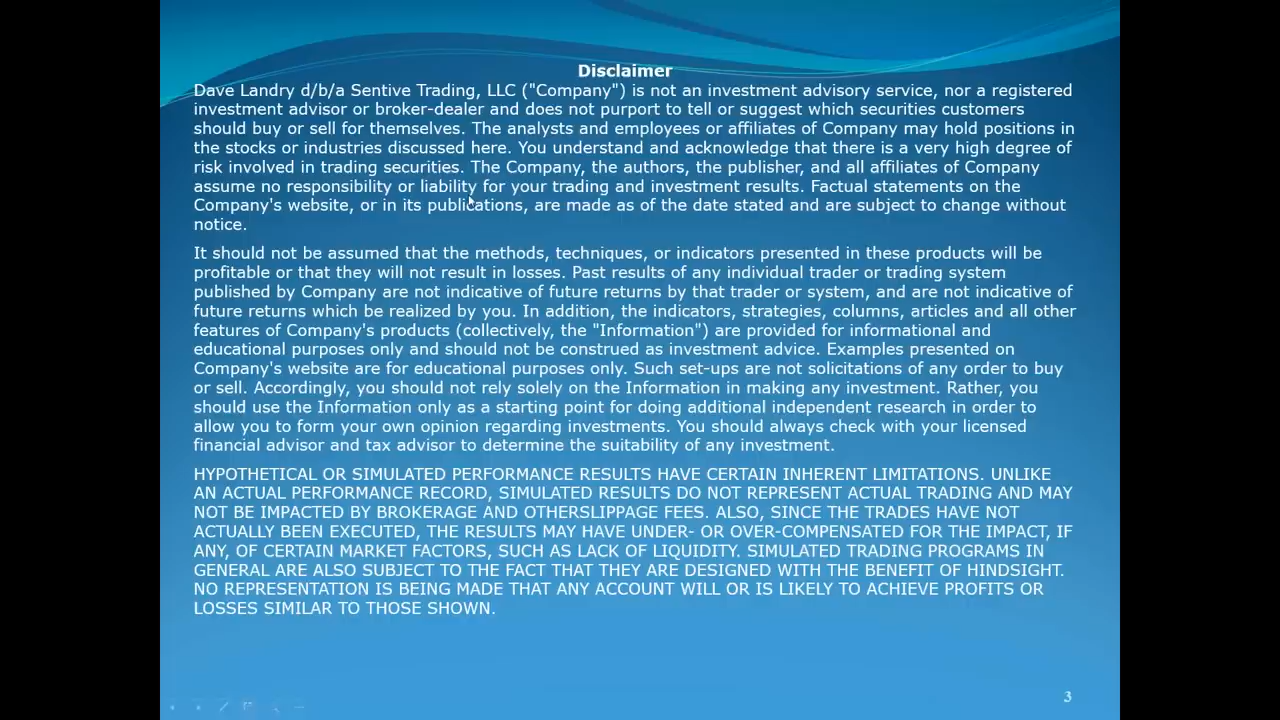 Disclaimer
Dave Landry d/b/a Sentive Trading, LLC ("Company") is not an investment advisory service, nor a registered
investment advisor or broker-dealer and does not purport to tell or suggest which securities customers
should buy or sell for themselves. The analysts and employees or affiliates of Company may hold positions in
the stocks or industries discussed here. You understand and acknowledge that there is a very high degree of
risk involved in trading securities. The Company, the authors, the publisher, and all affiliates of Company
assume no responsibility or liability for your trading and investment results. Factual statements on the
Company's website, or in its publications, are made as of the date stated and are subject to change without
notice.
It should not be assumed that the methods, techniques, or indicators presented in these products will be
profitable or that they will not result in losses. Past results of any individual trader or trading system
published by Company are not indicative of future returns by that trader or system, and are not indicative of
future returns which be realized by you. In addition, the indicators, strategies, columns, articles and all other
features of Company's products (collectively, the "Information") are provided for informational and
educational purposes only and should not be construed as investment advice. Examples presented on
Company's website are for educational purposes only. Such set-ups are not solicitations of any order to buy
or sell. Accordingly, you should not rely solely on the Information in making any investment. Rather, you
should use the Information only as a starting point for doing additional independent research in order to
allow you to form your own opinion regarding investments. You should always check with your licensed
financial advisor and tax advisor to determine the suitability of any investment.
HYPOTHETICAL OR SIMULATED PERFORMANCE RESULTS HAVE CERTAIN INHERENT LIMITATIONS. UNLIKE
AN ACTUAL PERFORMANCE RECORD, SIMULATED RESULTS DO NOT REPRESENT ACTUAL TRADING AND MAY
NOT BE IMPACTED BY BROKERAGE AND OTHERSLIPPAGE FEES. ALSO, SINCE THE TRADES HAVE NOT
ACTUALLY BEEN EXECUTED, THE RESULTS MAY HAVE UNDER- OR OVER-COMPENSATED FOR THE IMPACT, IF
ANY, OF CERTAIN MARKET FACTORS, SUCH AS LACK OF LIQUIDITY. SIMULATED TRADING PROGRAMS IN
GENERAL ARE ALSO SUBJECT TO THE FACT THAT THEY ARE DESIGNED WITH THE BENEFIT OF HINDSIGHT.
NO REPRESENTATION IS BEING MADE THAT ANY ACCOUNT WILL OR IS LIKELY TO ACHIEVE PROFITS OR
LOSSES SIMILAR TO THOSE SHOWN.
3